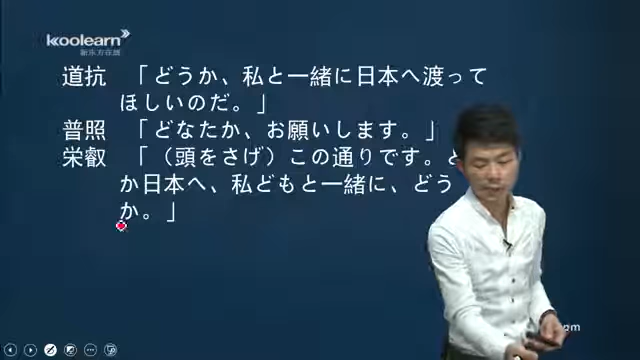 koolearn
新东方在线
道抗 「どうか、私と一緒に日本へ渡って
ほしいのだ。」
普照 「どなたか、お願いします。」
栄叡 「（頭をさげ）この通りです。ど
か日本へ、私どもと一緒に、どう
か。」